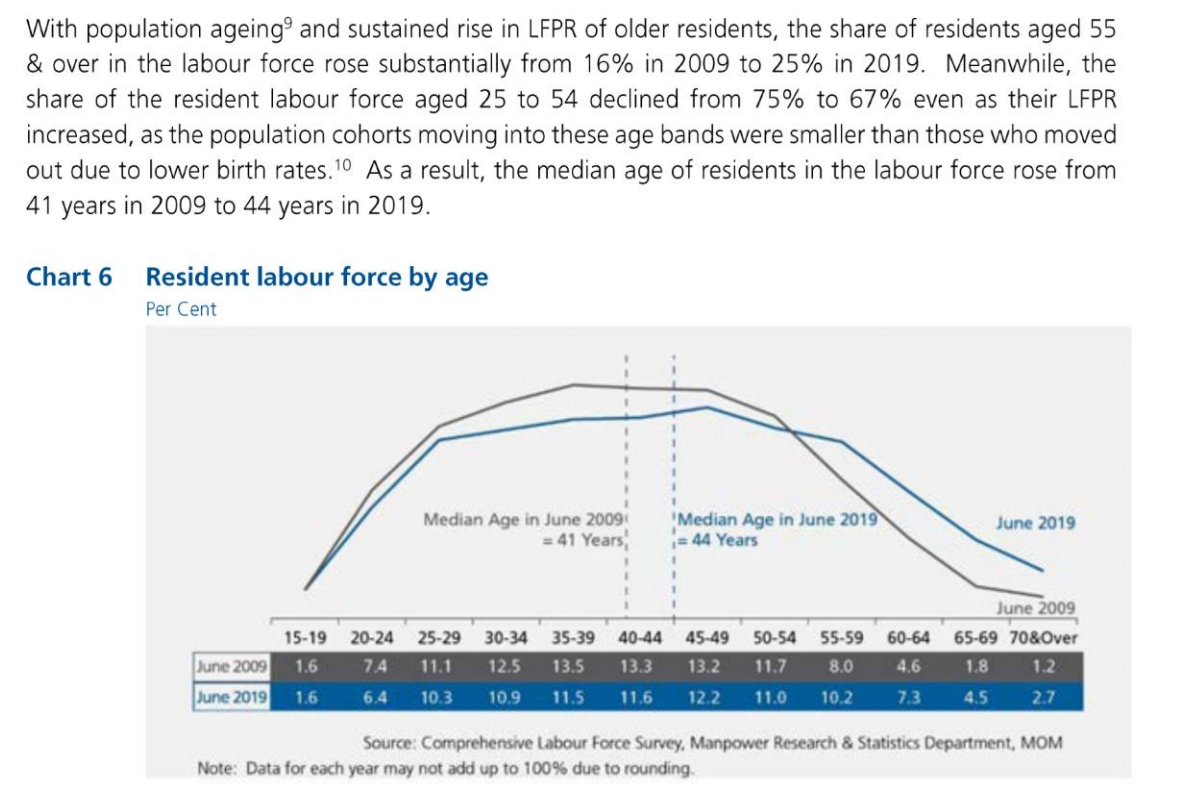 With population ageing⁹ and sustained rise in LFPR of older residents, the share of residents aged 55
& over in the labour force rose substantially from 16% in 2009 to 25% in 2019. Meanwhile, the
share of the resident labour force aged 25 to 54 declined from 75% to 67% even as their LFPR
increased, as the population cohorts moving into these age bands were smaller than those who moved
out due to lower birth rates.¹⁰ As a result, the median age of residents in the labour force rose from
41 years in 2009 to 44 years in 2019.
Chart 6 Resident labour force by age
Per Cent
Median Age in June 2009
= 41 Years
Median Age in June 2019
= 44 Years
June 2019
June 2009
15-19 20-24 25-29 30-34 35-39 40-44 45-49 50-54 55-59 60-64 65-69 70&Over
June 2009 1.6 7.4 11.1 12.5 13.5 13.3 13.2 11.7 8.0 4.6 1.8 1.2
June 2019 1.6 6.4 10.3 10.9 11.5 11.6 12.2 11.0 10.2 7.3 4.5 2.7
Source: Comprehensive Labour Force Survey, Manpower Research & Statistics Department, MOM
Note: Data for each year may not add up to 100% due to rounding.